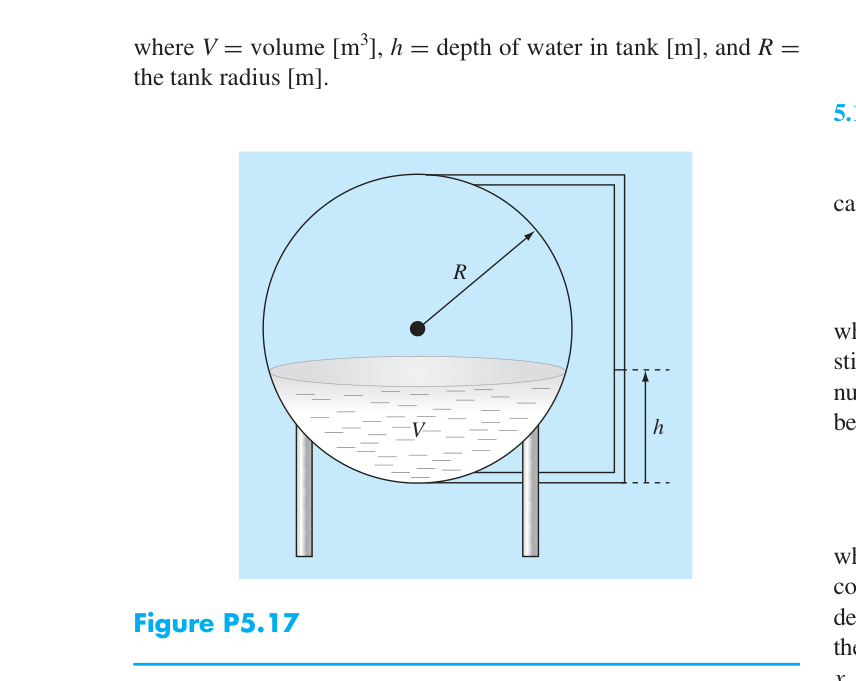 where V = volume [m³], h = depth of water in tank [m], and R =
the tank radius [m].
R
V
h
Figure P5.17
5.
ca
wh
sti
nu
be
wh
co
de
the